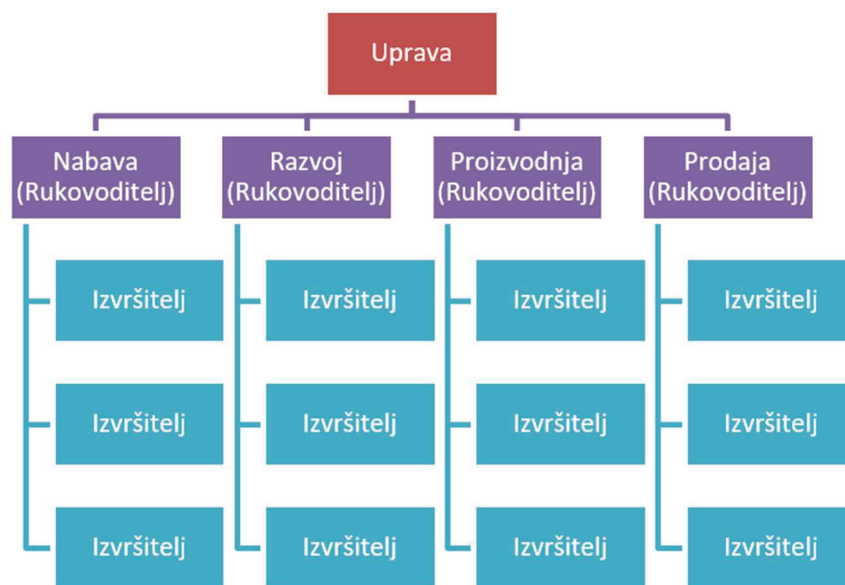 Uprava
Nabava
(Rukovoditelj)
Razvoj
(Rukovoditelj)
Proizvodnja
(Rukovoditelj)
Prodaja
(Rukovoditelj)
Izvršitelj
Izvršitelj
Izvršitelj
Izvršitelj
Izvršitelj
Izvršitelj
Izvršitelj
Izvršitelj
Izvršitelj
Izvršitelj
Izvršitelj
Izvršitelj